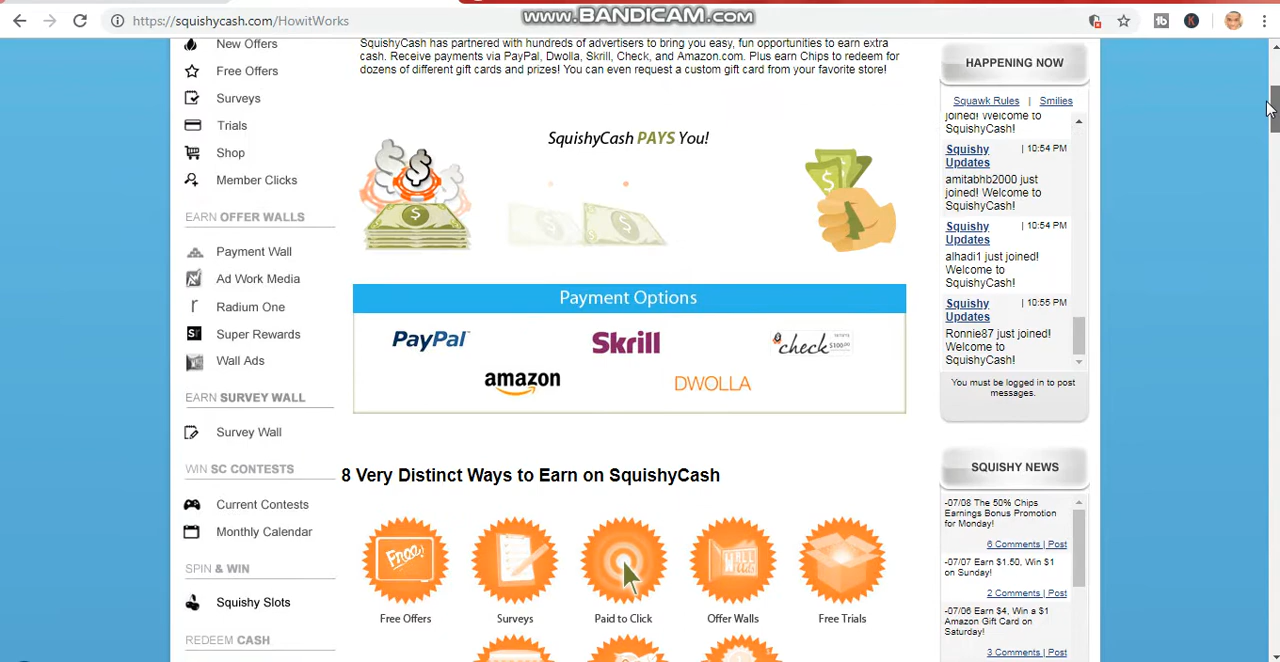 https://squishycash.com/HowitWorks
www.BANDICAM.com
New Offers
Free Offers
Surveys
Trials
Shop
Member Clicks
EARN OFFER WALLS
Payment Wall
Ad Work Media
Radium One
Super Rewards
Wall Ads
EARN SURVEY WALL
Survey Wall
WIN SC CONTESTS
Current Contests
Monthly Calendar
SPIN & WIN
Squishy Slots
REDEEM CASH
SquishyCash has partnered with hundreds of advertisers to bring you easy, fun opportunities to earn extra
cash. Receive payments via PayPal, Dwolla, Skrill, Check, and Amazon.com. Plus earn Chips to redeem for
dozens of different gift cards and prizes! You can even request a custom gift card from your favorite store!
SquishyCash PAYS You!
Payment Options
PayPal
Skrill
echeck $100.00
amazon
DWOLLA
8 Very Distinct Ways to Earn on SquishyCash
Free!
Free Offers
Surveys
Paid to Click
Offer Walls
Free Trials
HAPPENING NOW
Squawk Rules | Smilies
joined! Welcome to
SquishyCash!
Squishy Updates | 10:54 PM
amitabhb2000 just
joined! Welcome to
SquishyCash!
Squishy Updates | 10:54 PM
alhadi1 just joined!
Welcome to
SquishyCash!
Squishy Updates | 10:55 PM
Ronnie87 just joined!
Welcome to
SquishyCash!
You must be logged in to post
messages.
SQUISHY NEWS
-07/08 The 50% Chips
Earnings Bonus Promotion
for Monday!
6 Comments | Post
-07/07 Earn $1.50, Win $1
on Sunday!
2 Comments | Post
-07/06 Earn $4, Win a $1
Amazon Gift Card on
Saturday!
3 Comments | Post